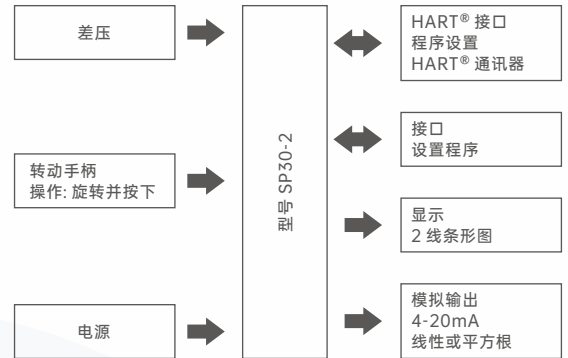 差压
转动手柄
操作: 旋转并按下
电源
型号 SP30-2
HART® 接口
程序设置
HART® 通讯器
接口
设置程序
显示
2 线条形图
模拟输出
4-20mA
线性或平方根